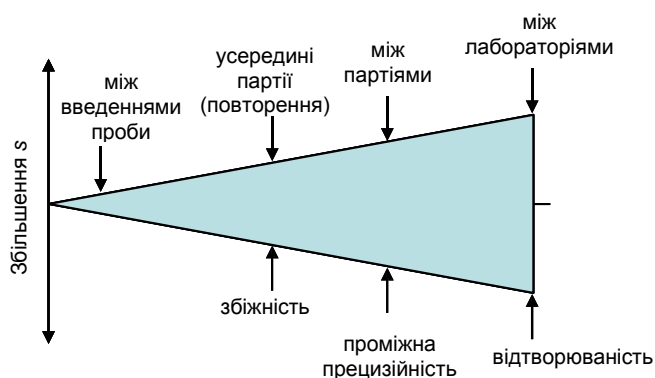 між
введеннями
проби
усередині
партії
(повторення)
між
партіями
між
лабораторіями
Збільшення s
збіжність
проміжна
прецизійність
відтворюваність